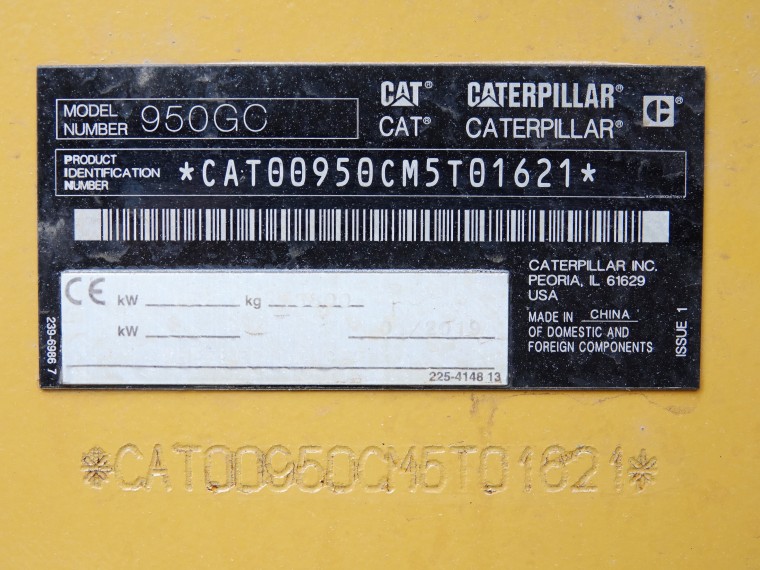 CAT® CATERPILLAR® C®
MODEL NUMBER 950GC
CAT® CATERPILLAR®
PRODUCT IDENTIFICATION NUMBER *CAT00950CM5T01621*
CATERPILLAR INC.
PEORIA, IL 61629
USA
MADE IN CHINA
OF DOMESTIC AND
FOREIGN COMPONENTS
ISSUE 1
CE kW kg
kW /2019
225-4148 13
239-6986 7
*CAT00950CM5T01621*